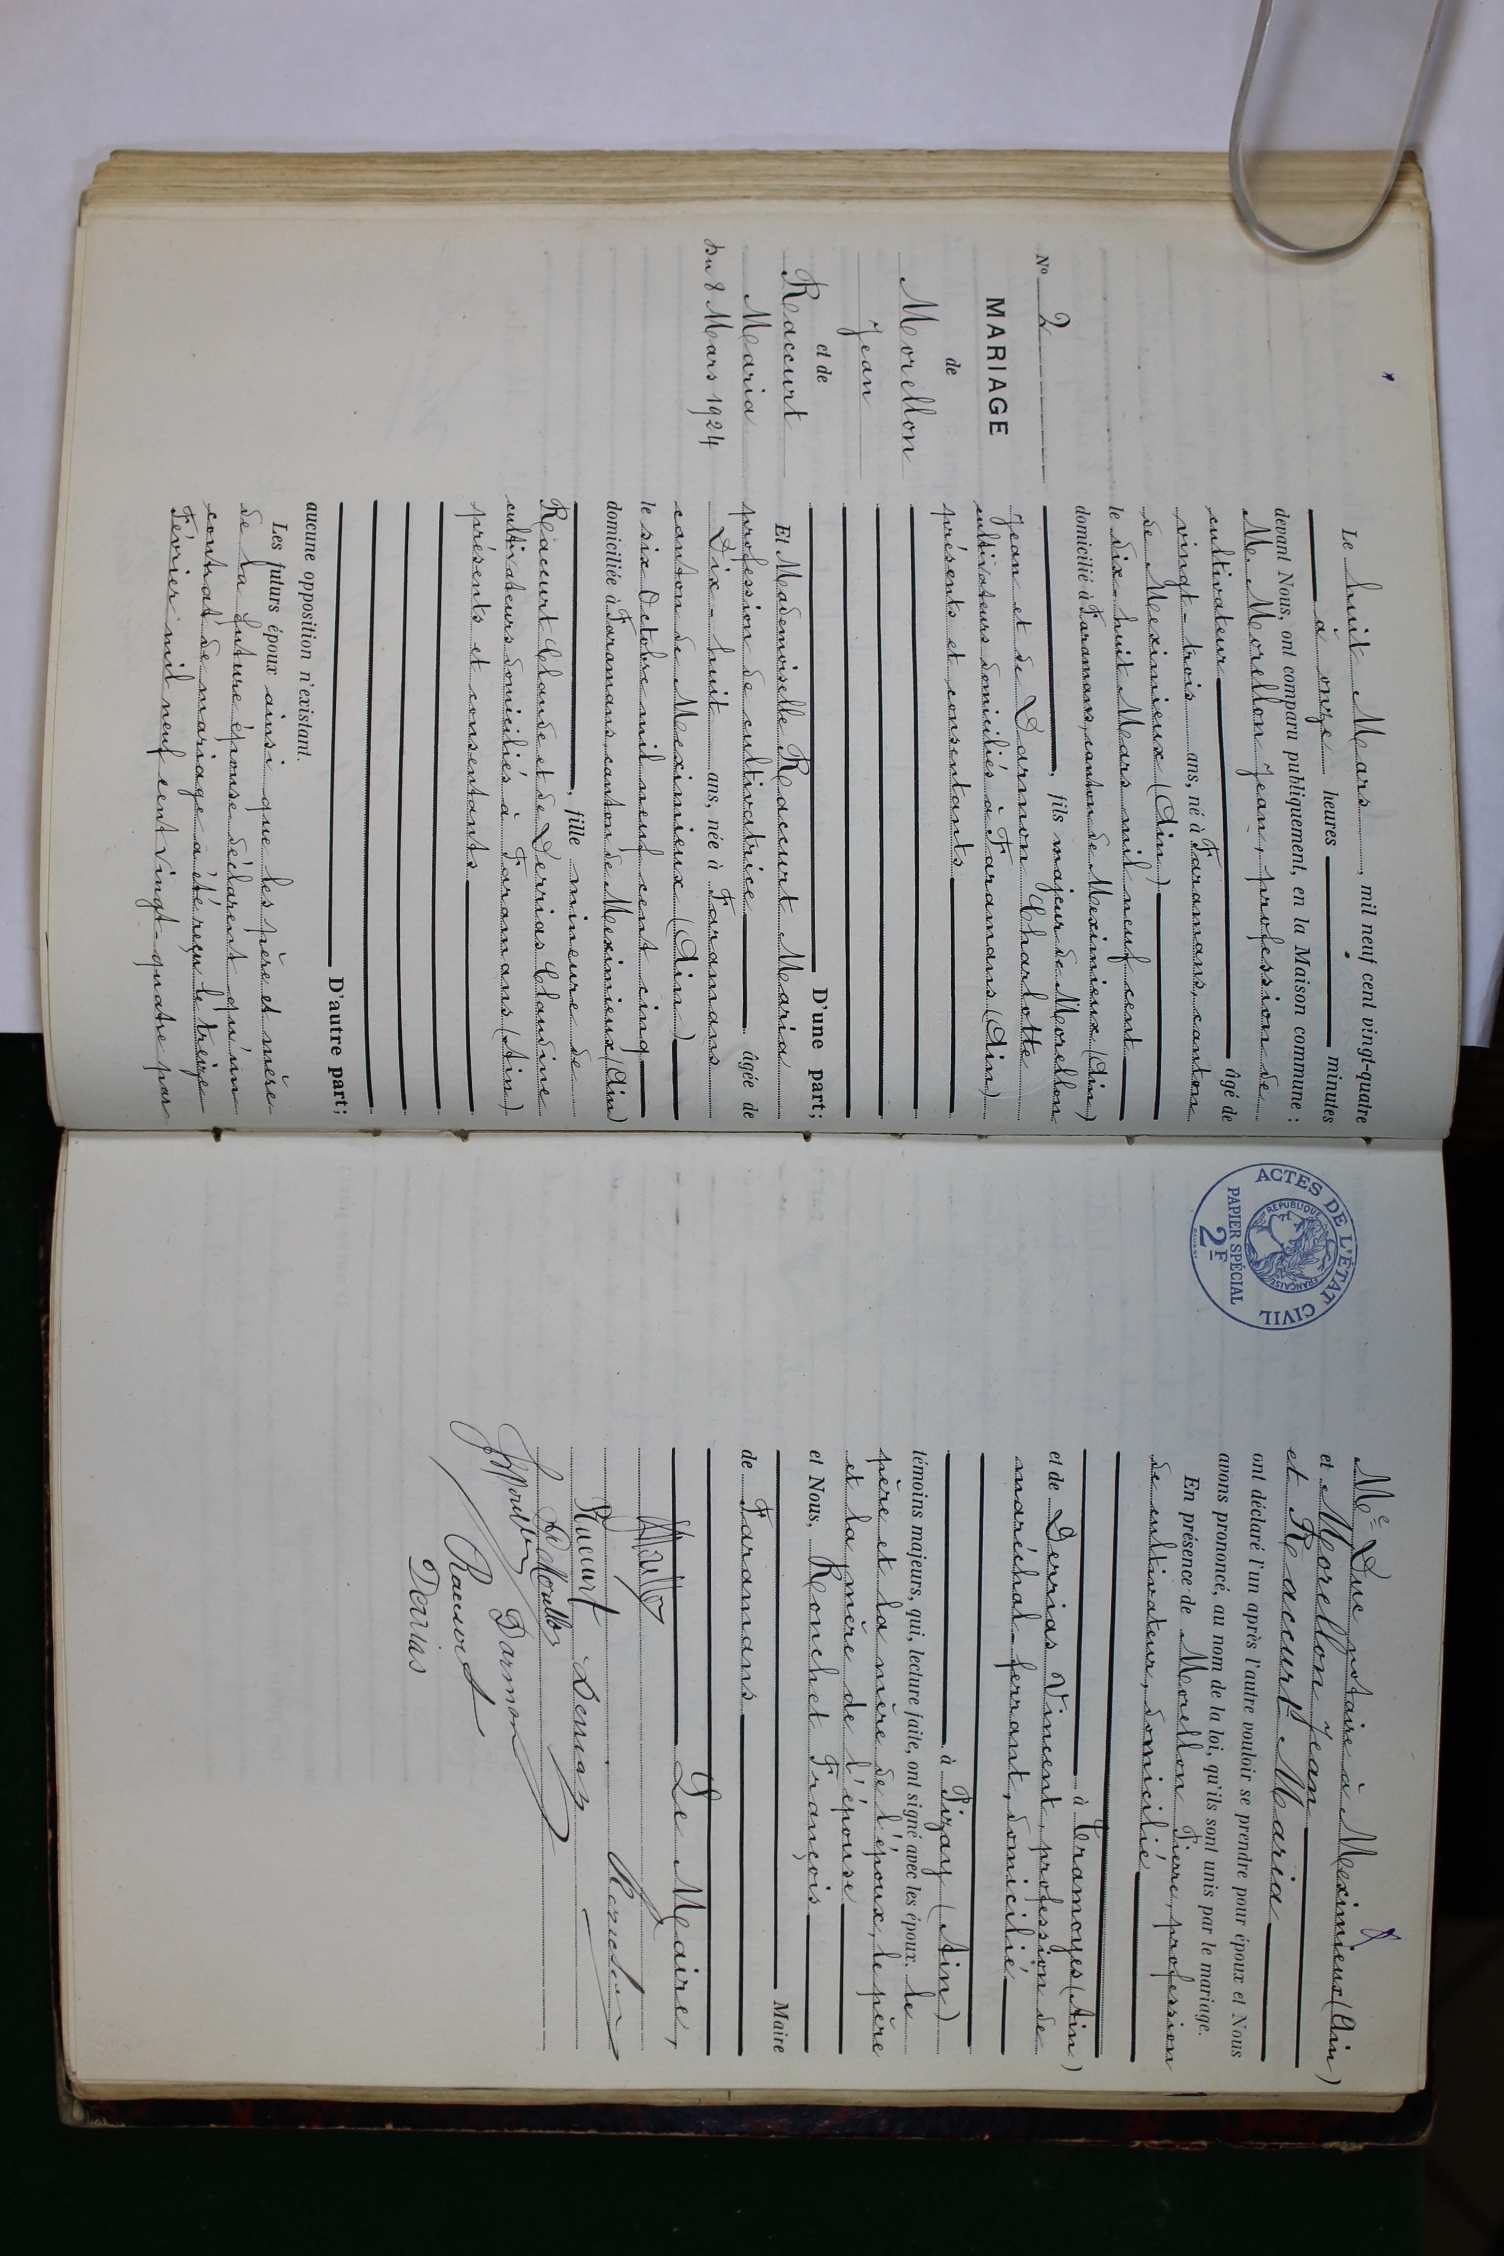 N° 2
MARIAGE
de
Morellon
Jean
et de
Raccurt
Maria
Du 8 Mars 1924
Le huit Mars, mil neuf cent vingt-quatre
à onze heures minutes
devant Nous, ont comparu publiquement, en la Maison commune :
M. Morellon Jean, profession de
cultivateur âgé de
vingt-trois ans, né à Faramans, canton
de Meximieux (Ain)
le dix-huit Mars mil neuf cent
domicilié à Faramans, canton de Meximieux (Ain)
, fils majeur de Morellon
Jean et de Darmon Charlotte
cultivateurs domiciliés à Faramans (Ain)
présents et consentants
D'une part;
Et Mademoiselle Raccurt Maria
profession de cultivatrice âgée de
Dix-huit ans, née à Faramans
canton de Meximieux (Ain)
le six Octobre mil neuf cent cinq
domiciliée à Faramans, canton de Meximieux (Ain)
, fille mineure de
Raccurt Claude et de Derrias Claudine
cultivateurs domiciliés à Faramans (Ain)
présents et consentants
D'autre part;
aucune opposition n'existant.
Les futurs époux ainsi que les père et mère
de la future épouse déclarent qu'un
contrat de mariage a été reçu le treize
Février mil neuf cent vingt-quatre par
ACTES DE L'ÉTAT CIVIL
RÉPUBLIQUE FRANÇAISE
PAPIER SPÉCIAL
2F
Me Duc notaire à Meximieux (Ain)
et Morellon Jean
et Raccurt Maria
ont déclaré l'un après l'autre vouloir se prendre pour époux et Nous
avons prononcé, au nom de la loi, qu'ils sont unis par le mariage.
En présence de Morellon Pierre, profession
de cultivateur, domicilié
à Tramoyes (Ain)
et de Derrias Vincent, profession de
maréchal-ferrant, domicilié
à Pizay (Ain)
témoins majeurs, qui, lecture faite, ont signé avec les époux, le
père et la mère de l'époux, le père
et la mère de l'épouse
et Nous, Ronchet François
Maire
de Faramans
Le Maire,
Raccurt
Derrias
Darmon
Raccurt
Derrias